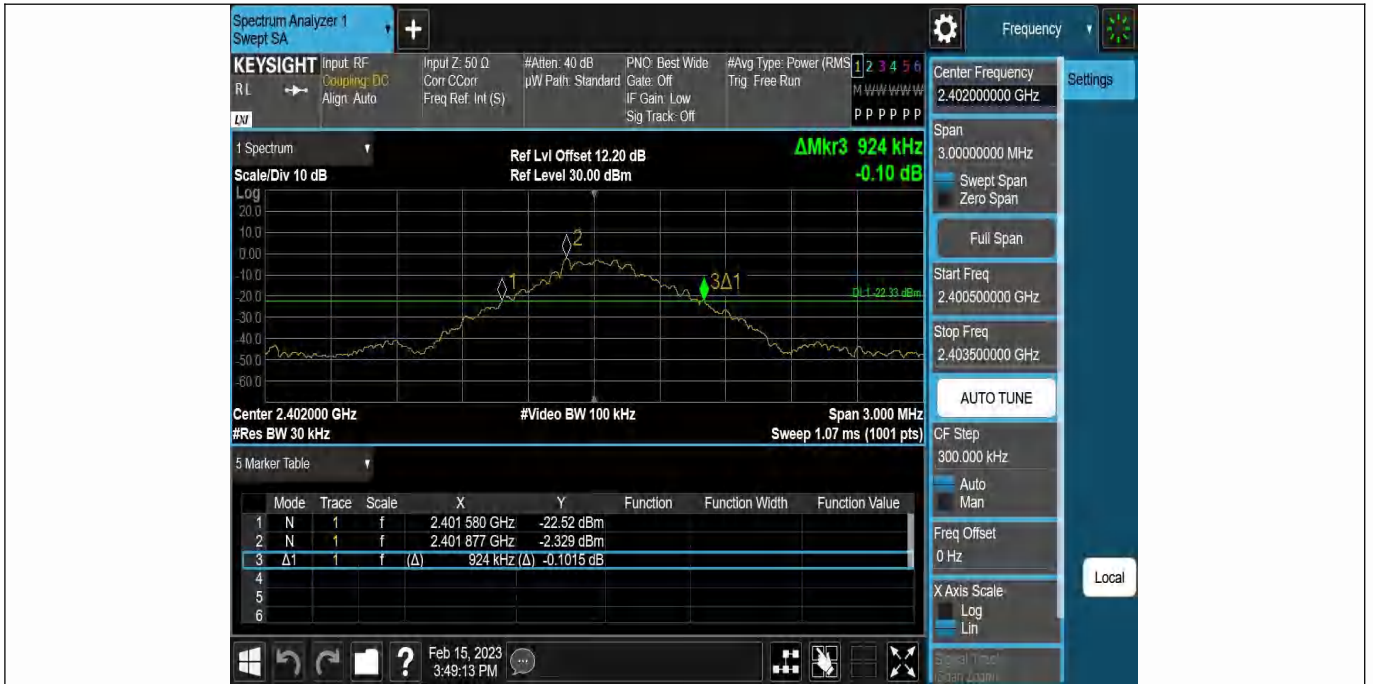 Spectrum Analyzer 1
Swept SA
+
Frequency
KEYSIGHT
RL
LXI
Input: RF
Coupling: DC
Align: Auto
Input Z: 50 Ω
Corr CCorr
Freq Ref: Int (S)
#Atten: 40 dB
µW Path: Standard
PNO: Best Wide
Gate: Off
IF Gain: Low
Sig Track: Off
#Avg Type: Power (RMS
Trig: Free Run
1 2 3 4 5 6
M W W W W W
P P P P P P
Center Frequency
2.402000000 GHz
Settings
1 Spectrum
Scale/Div 10 dB
Ref Lvl Offset 12.20 dB
Ref Level 30.00 dBm
ΔMkr3 924 kHz
-0.10 dB
Log
20.0
10.0
0.00
-10.0
-20.0
-30.0
-40.0
-50.0
-60.0
1
2
3Δ1
DL1 -22.33 dBm
Center 2.402000 GHz
#Res BW 30 kHz
#Video BW 100 kHz
Span 3.000 MHz
Sweep 1.07 ms (1001 pts)
Span
3.00000000 MHz
Swept Span
Zero Span
Full Span
Start Freq
2.400500000 GHz
Stop Freq
2.403500000 GHz
AUTO TUNE
CF Step
300.000 kHz
Auto
Man
Freq Offset
0 Hz
X Axis Scale
Log
Lin
Signal Track
(Span Zoom)
Local
5 Marker Table
Mode Trace Scale X Y Function Function Width Function Value
1 N 1 f 2.401 580 GHz -22.52 dBm
2 N 1 f 2.401 877 GHz -2.329 dBm
3 Δ1 1 f (Δ) 924 kHz (Δ) -0.1015 dB
4
5
6
?
Feb 15, 2023
3:49:13 PM